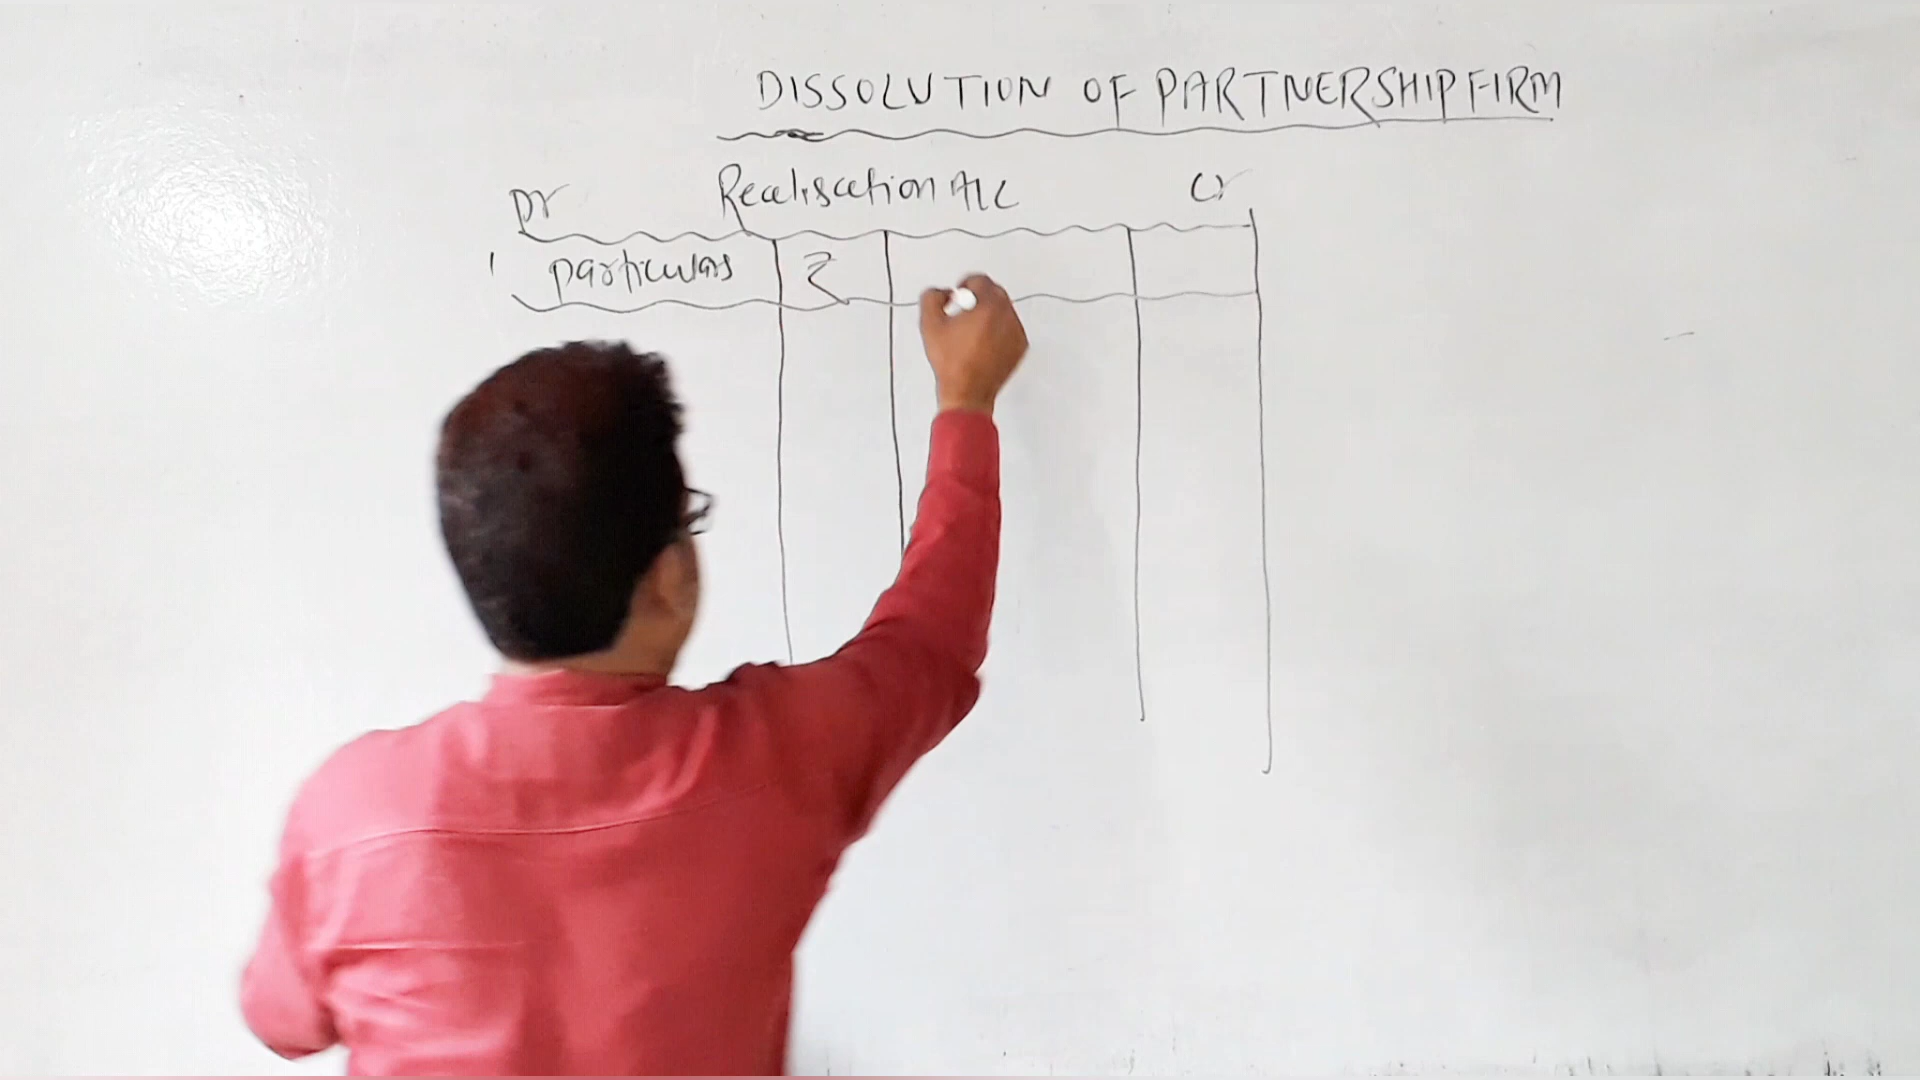 DISSOLUTION OF PARTNERSHIP FIRM
Dr Realisation A/c Cr
Particulars ₹